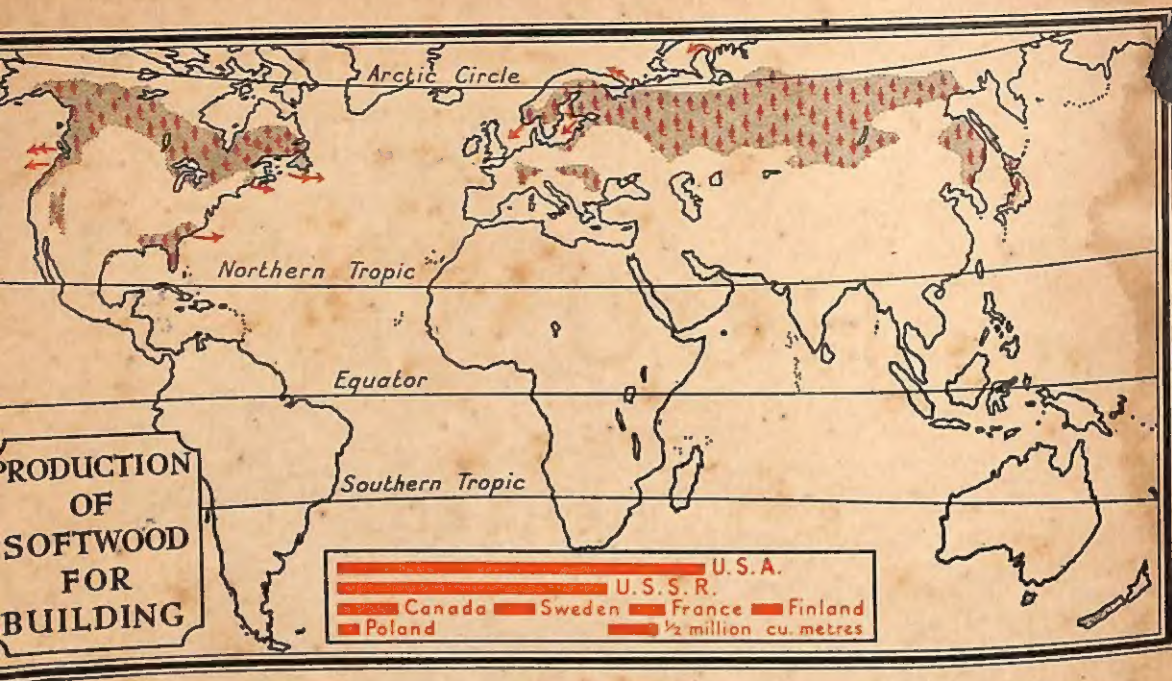 Arctic Circle
Northern Tropic
Equator
Southern Tropic
PRODUCTION
OF
SOFTWOOD
FOR
BUILDING
U.S.A.
U.S.S.R.
Canada Sweden France Finland
Poland ½ million cu. metres